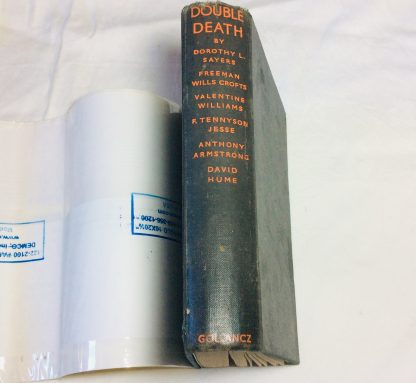 DOUBLE
DEATH
BY
DOROTHY L.
SAYERS
FREEMAN
WILLS CROFTS
VALENTINE
WILLIAMS
F. TENNYSON
JESSE
ANTHONY
ARMSTRONG
DAVID
HUME
GOLLANCZ